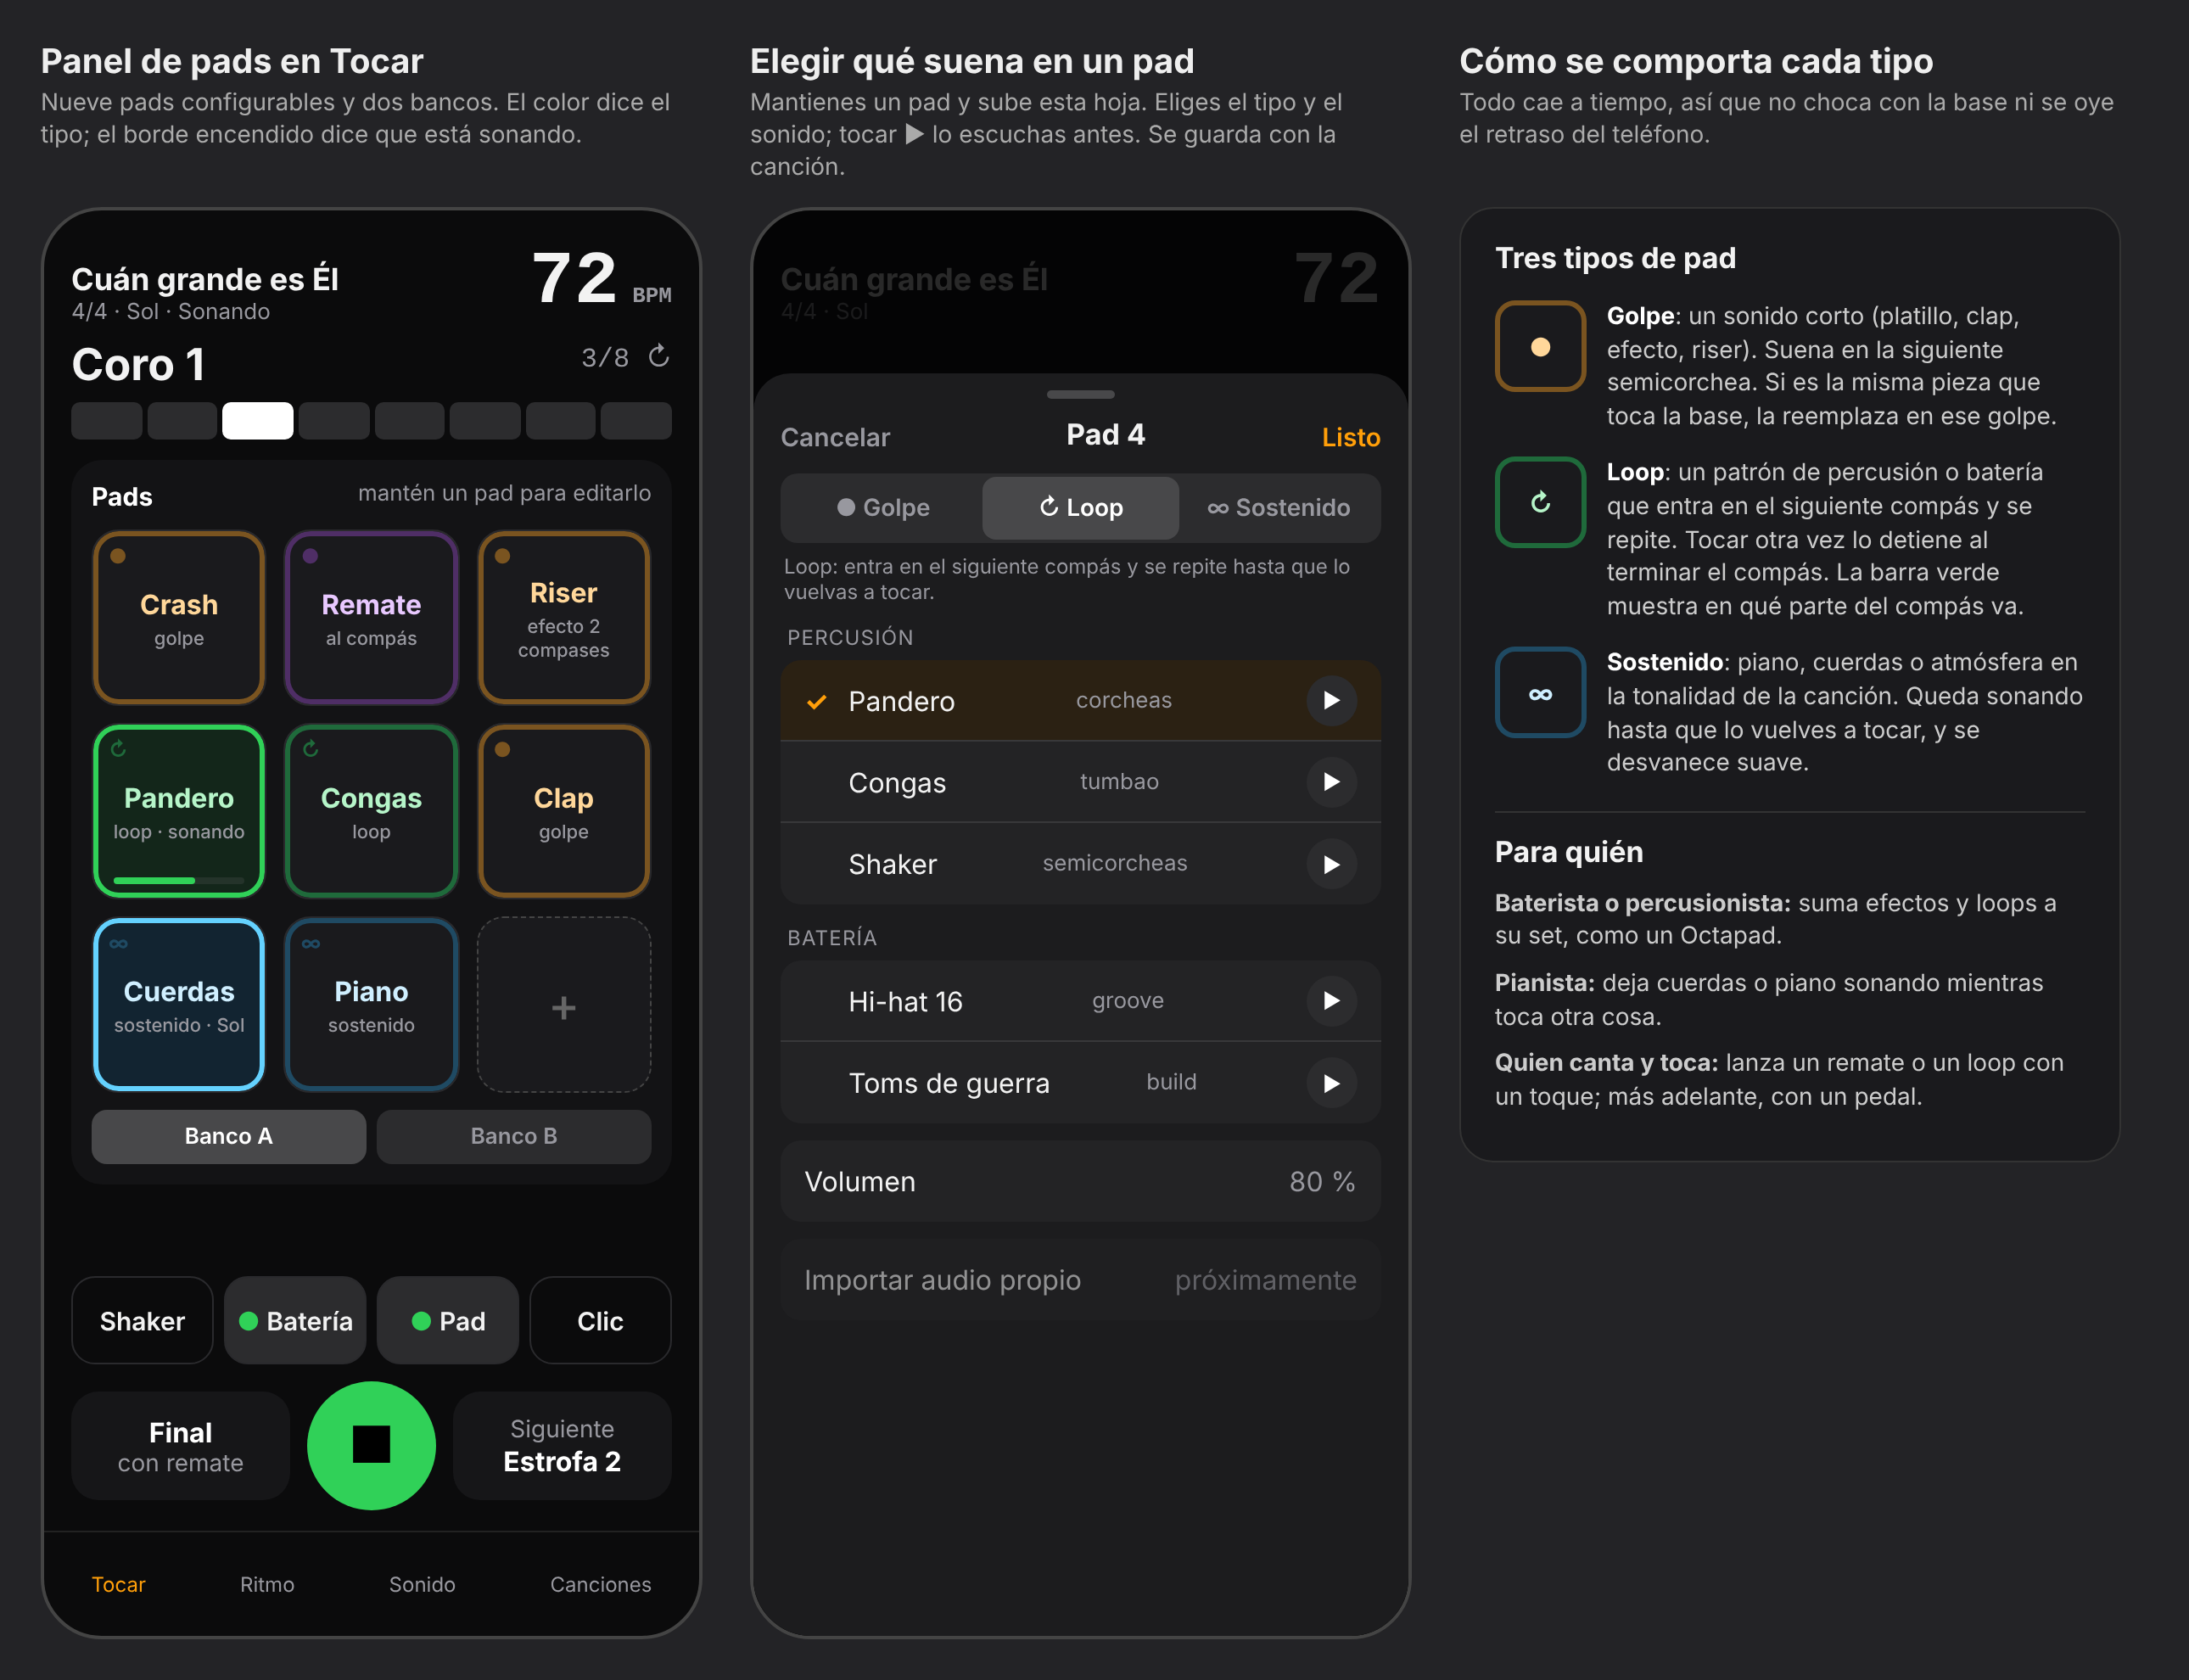 Panel de pads en Tocar
Nueve pads configurables y dos bancos. El color dice el
tipo; el borde encendido dice que está sonando.
Cuán grande es Él
72 BPM
4/4 · Sol · Sonando
Coro 1
3/8 ↻
Pads
mantén un pad para editarlo
Crash
golpe
Remate
al compás
Riser
efecto 2
compases
↻
Pandero
loop · sonando
↻
Congas
loop
Clap
golpe
∞
Cuerdas
sostenido · Sol
∞
Piano
sostenido
+
Banco A
Banco B
Shaker
Batería
Pad
Clic
Final
con remate
Siguiente
Estrofa 2
Tocar
Ritmo
Sonido
Canciones
Elegir qué suena en un pad
Mantienes un pad y sube esta hoja. Eliges el tipo y el
sonido; tocar ▶ lo escuchas antes. Se guarda con la
canción.
Cuán grande es Él
72
4/4 · Sol
Cancelar
Pad 4
Listo
● Golpe
↻ Loop
∞ Sostenido
Loop: entra en el siguiente compás y se repite hasta que lo
vuelvas a tocar.
PERCUSIÓN
✓ Pandero corcheas ▶
Congas tumbao ▶
Shaker semicorcheas ▶
BATERÍA
Hi-hat 16 groove ▶
Toms de guerra build ▶
Volumen 80 %
Importar audio propio próximamente
Cómo se comporta cada tipo
Todo cae a tiempo, así que no choca con la base ni se oye
el retraso del teléfono.
Tres tipos de pad
●
Golpe: un sonido corto (platillo, clap,
efecto, riser). Suena en la siguiente
semicorchea. Si es la misma pieza que
toca la base, la reemplaza en ese golpe.
↻
Loop: un patrón de percusión o batería
que entra en el siguiente compás y se
repite. Tocar otra vez lo detiene al
terminar el compás. La barra verde
muestra en qué parte del compás va.
∞
Sostenido: piano, cuerdas o atmósfera en
la tonalidad de la canción. Queda sonando
hasta que lo vuelves a tocar, y se
desvanece suave.
Para quién
Baterista o percusionista: suma efectos y loops a
su set, como un Octapad.
Pianista: deja cuerdas o piano sonando mientras
toca otra cosa.
Quien canta y toca: lanza un remate o un loop con
un toque; más adelante, con un pedal.